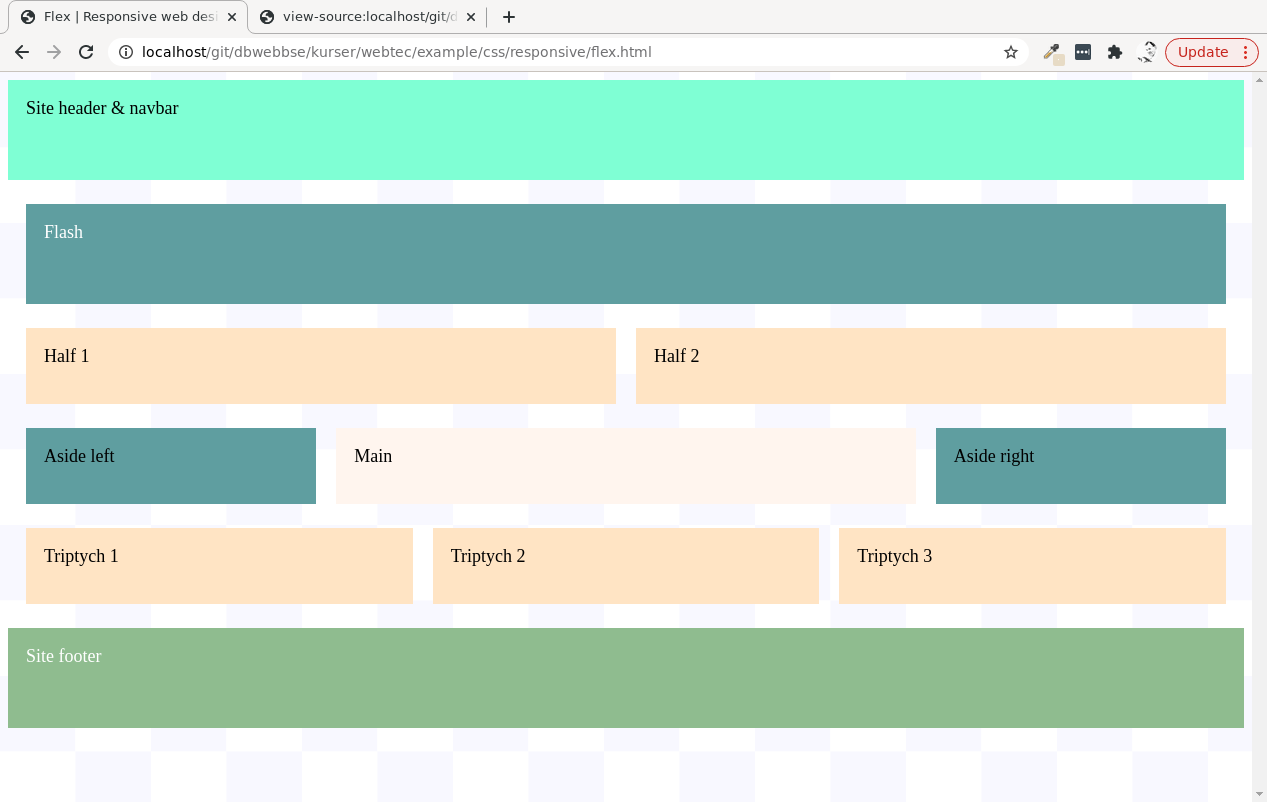 Flex | Responsive web desi
view-source:localhost/git/d
localhost/git/dbwebbse/kurser/webtec/example/css/responsive/flex.html
Update
Site header & navbar
Flash
Half 1
Half 2
Aside left
Main
Aside right
Triptych 1
Triptych 2
Triptych 3
Site footer